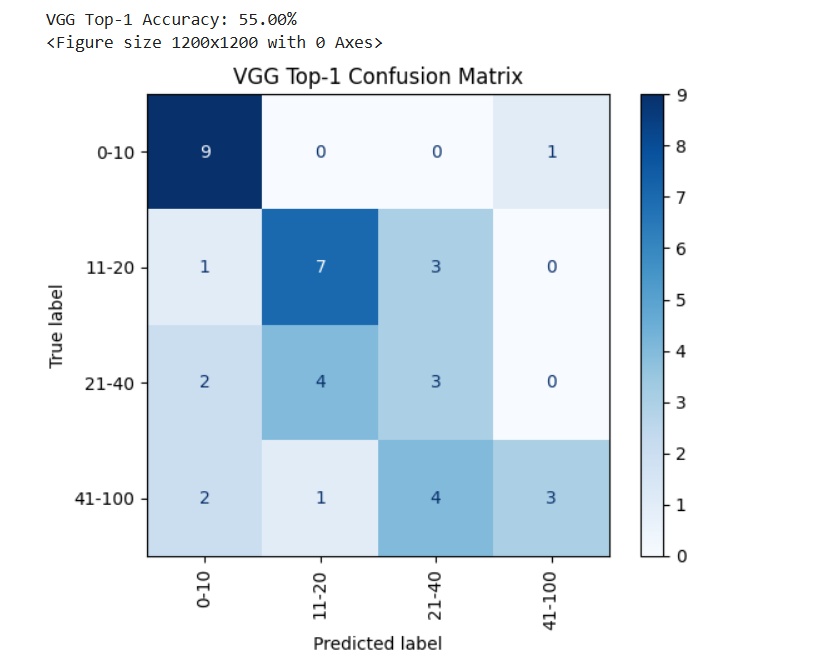 VGG Top-1 Accuracy: 55.00%
<Figure size 1200x1200 with 0 Axes>
VGG Top-1 Confusion Matrix
True label
0-10 9 0 0 1
11-20 1 7 3 0
21-40 2 4 3 0
41-100 2 1 4 3
0-10 11-20 21-40 41-100
Predicted label
9
8
7
6
5
4
3
2
1
0